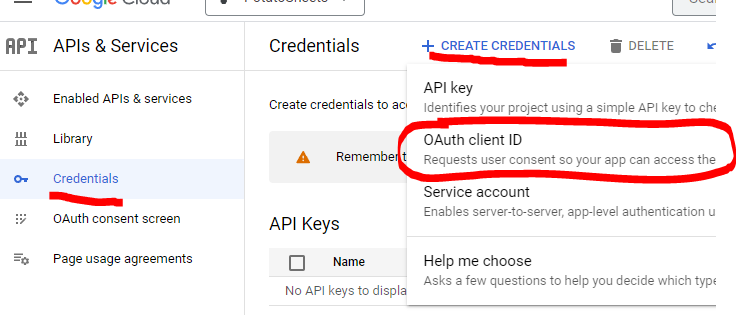 Google Cloud
PotatoSheets
API APIs & Services
Credentials
CREATE CREDENTIALS
DELETE
Enabled APIs & services
Library
Credentials
OAuth consent screen
Page usage agreements
Create credentials to acc
Remember t
API Keys
Name
No API keys to displa
API key
Identifies your project using a simple API key to che
OAuth client ID
Requests user consent so your app can access the
Service account
Enables server-to-server, app-level authentication u
Help me choose
Asks a few questions to help you decide which type